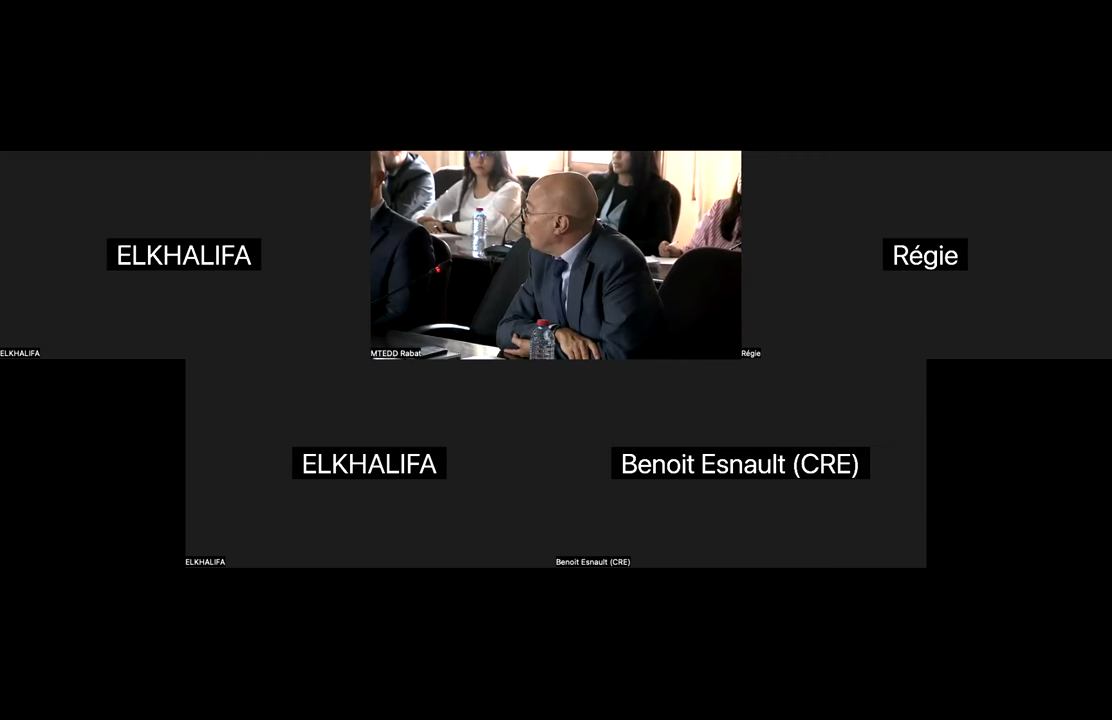 ELKHALIFA
ELKHALIFA
MTEDD Rabat
Régie
Régie
ELKHALIFA
ELKHALIFA
Benoit Esnault (CRE)
Benoit Esnault (CRE)